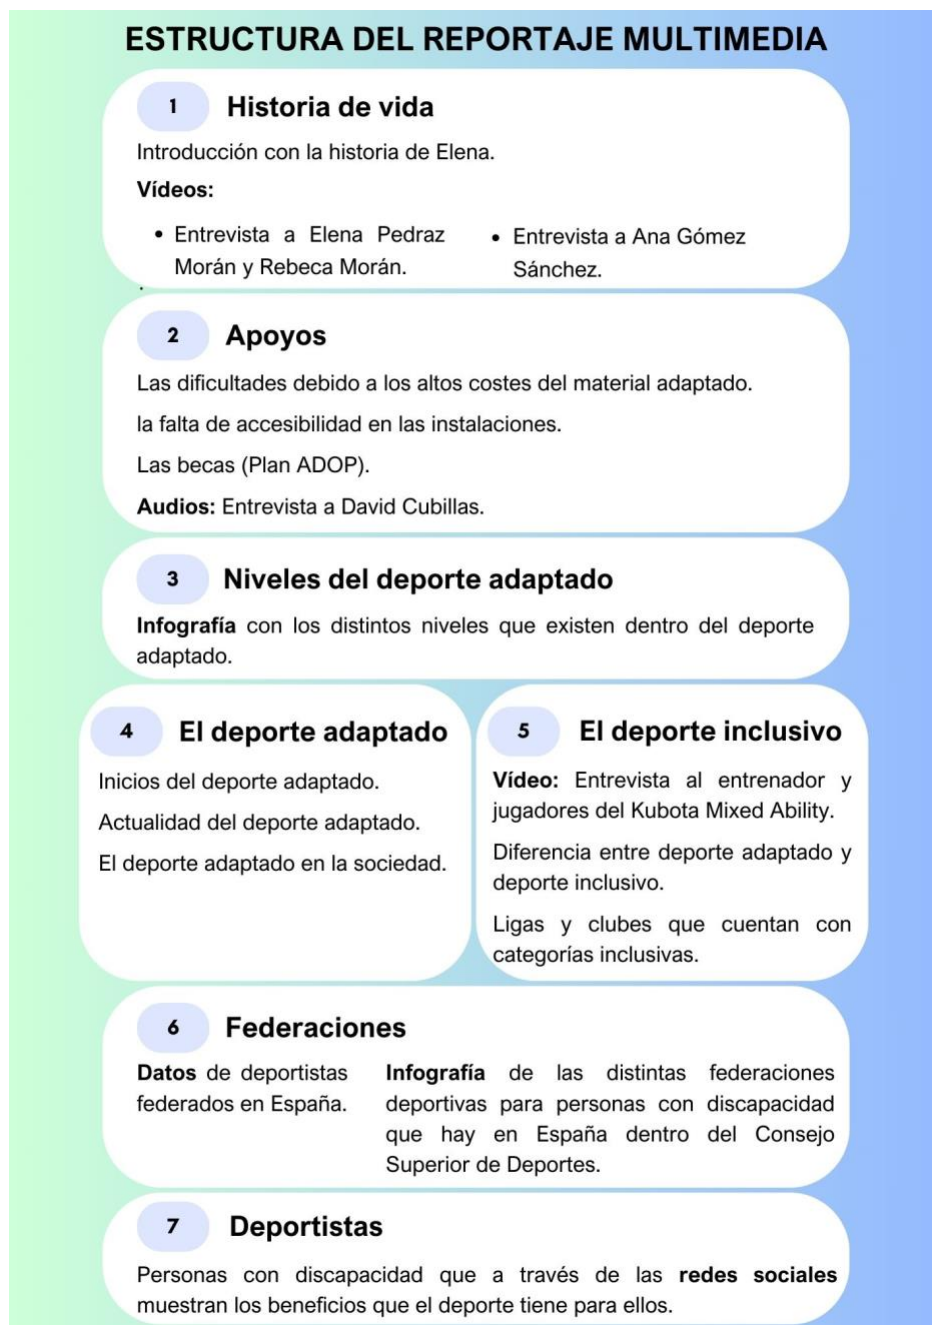 ESTRUCTURA DEL REPORTAJE MULTIMEDIA
1
Historia de vida
Introducción con la historia de Elena.
Vídeos:
• Entrevista a Elena Pedraz
Morán y Rebeca Morán.
• Entrevista a Ana Gómez
Sánchez.
.
2
Apoyos
Las dificultades debido a los altos costes del material adaptado.
la falta de accesibilidad en las instalaciones.
Las becas (Plan ADOP).
Audios: Entrevista a David Cubillas.
3
Niveles del deporte adaptado
Infografía con los distintos niveles que existen dentro del deporte
adaptado.
4
El deporte adaptado
Inicios del deporte adaptado.
Actualidad del deporte adaptado.
El deporte adaptado en la sociedad.
5
El deporte inclusivo
Vídeo: Entrevista al entrenador y
jugadores del Kubota Mixed Ability.
Diferencia entre deporte adaptado y
deporte inclusivo.
Ligas y clubes que cuentan con
categorías inclusivas.
6
Federaciones
Datos de deportistas
federados en España.
Infografía de las distintas federaciones
deportivas para personas con discapacidad
que hay en España dentro del Consejo
Superior de Deportes.
7
Deportistas
Personas con discapacidad que a través de las redes sociales
muestran los beneficios que el deporte tiene para ellos.